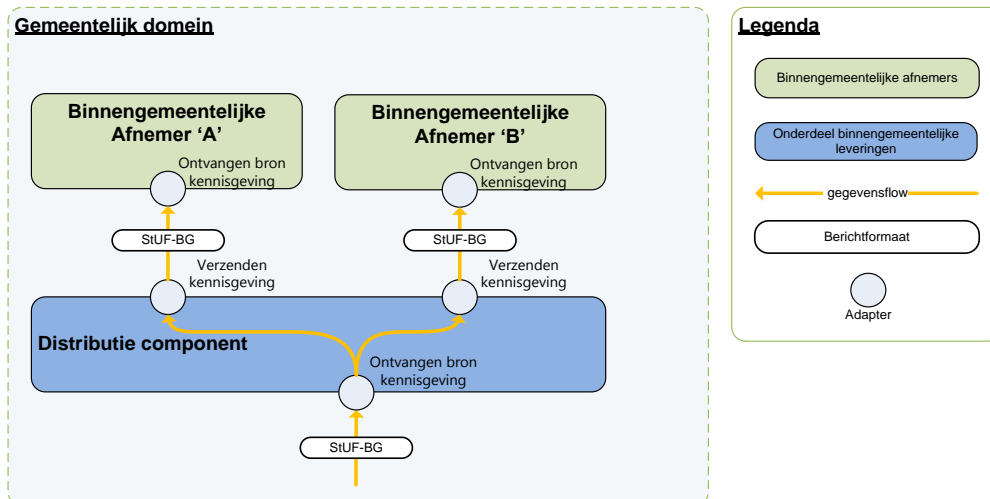 Gemeentelijk domein
Binnengemeentelijke
Afnemer ‘A’
Ontvangen bron
kennisgeving
Binnengemeentelijke
Afnemer ‘B’
Ontvangen bron
kennisgeving
StUF-BG
StUF-BG
Verzenden
kennisgeving
Verzenden
kennisgeving
Distributie component
Ontvangen bron
kennisgeving
StUF-BG
Legenda
Binnengemeentelijke afnemers
Onderdeel binnengemeentelijke
leveringen
gegevensflow
Berichtformaat
Adapter